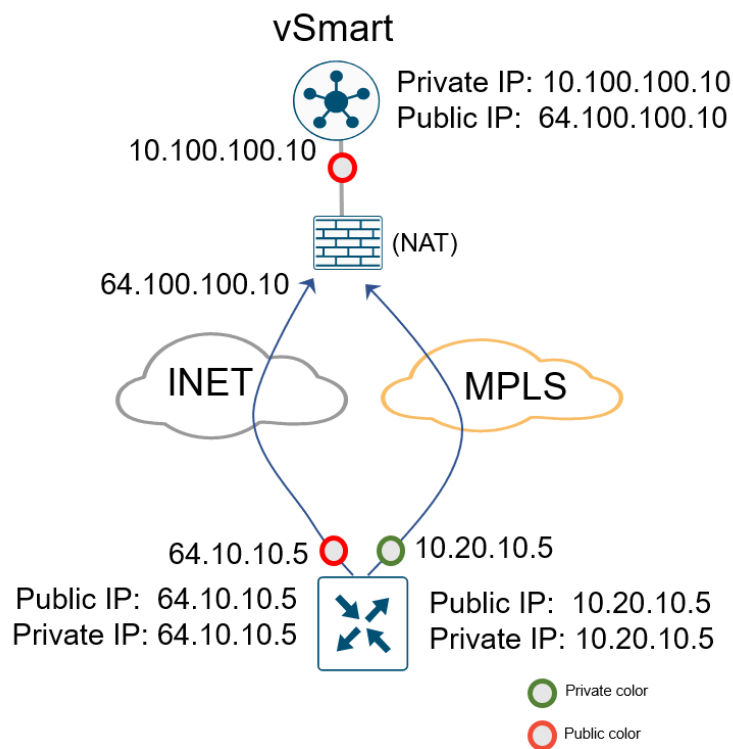 vSmart
Private IP: 10.100.100.10
Public IP: 64.100.100.10
10.100.100.10
(NAT)
64.100.100.10
INET
MPLS
64.10.10.5
10.20.10.5
Public IP: 64.10.10.5
Private IP: 64.10.10.5
Public IP: 10.20.10.5
Private IP: 10.20.10.5
Private color
Public color